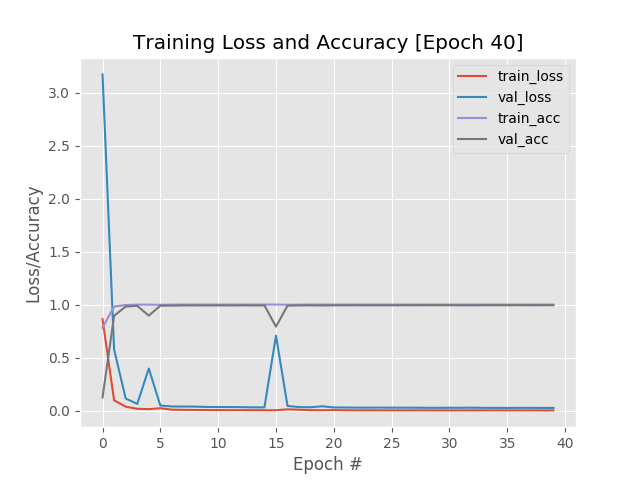 Training Loss and Accuracy [Epoch 40]
train_loss
val_loss
train_acc
val_acc
Loss/Accuracy
3.0
2.5
2.0
1.5
1.0
0.5
0.0
0 5 10 15 20 25 30 35 40
Epoch #